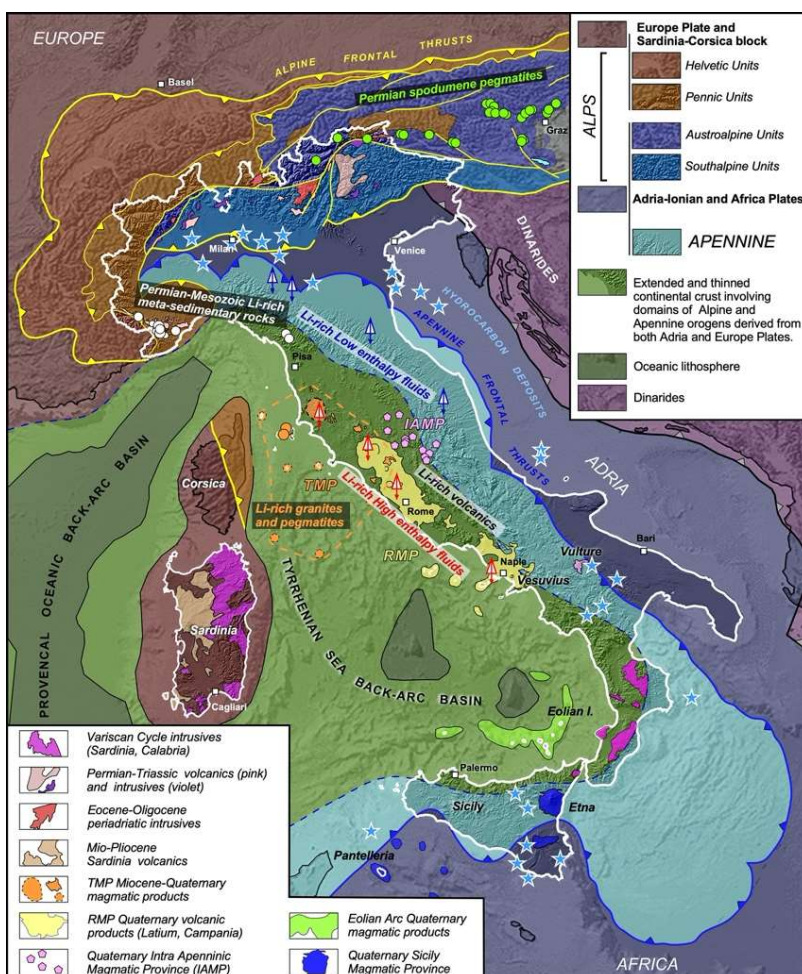 EUROPE
ALPINE FRONTAL THRUSTS
Basel
Permian spodumene pegmatites
Graz
Milan
Venice
DINARIDES
Permian-Mesozoic Li-rich
meta-sedimentary rocks
HYDROCARBON DEPOSITS
Li-rich Low enthalpy fluids
APENNINE FRONTAL THRUSTS
Pisa
IAMP
ADRIA
Corsica
TMP
Li-rich granites
and pegmatites
Li-rich volcanics
Rome
Li-rich High enthalpy fluids
Bari
RMP
Naple
Vulture
Vesuvius
PROVENCAL OCEANIC BACK-ARC BASIN
TYRRHENIAN SEA BACK-ARC BASIN
Sardinia
Cagliari
Eolian I.
Palermo
Sicily
Etna
Pantelleria
AFRICA
Europe Plate and
Sardinia-Corsica block
ALPS
Helvetic Units
Pennic Units
Austroalpine Units
Southalpine Units
Adria-Ionian and Africa Plates
APENNINE
Extended and thinned
continental crust involving
domains of Alpine and
Apennine orogens derived from
both Adria and Europe Plates.
Oceanic lithosphere
Dinarides
Variscan Cycle intrusives
(Sardinia, Calabria)
Permian-Triassic volcanics (pink)
and intrusives (violet)
Eocene-Oligocene
periadriatic intrusives
Mio-Pliocene
Sardinia volcanics
TMP Miocene-Quaternary
magmatic products
RMP Quaternary volcanic
products (Latium, Campania)
Quaternary Intra Apenninic
Magmatic Province (IAMP)
Eolian Arc Quaternary
magmatic products
Quaternary Sicily
Magmatic Province